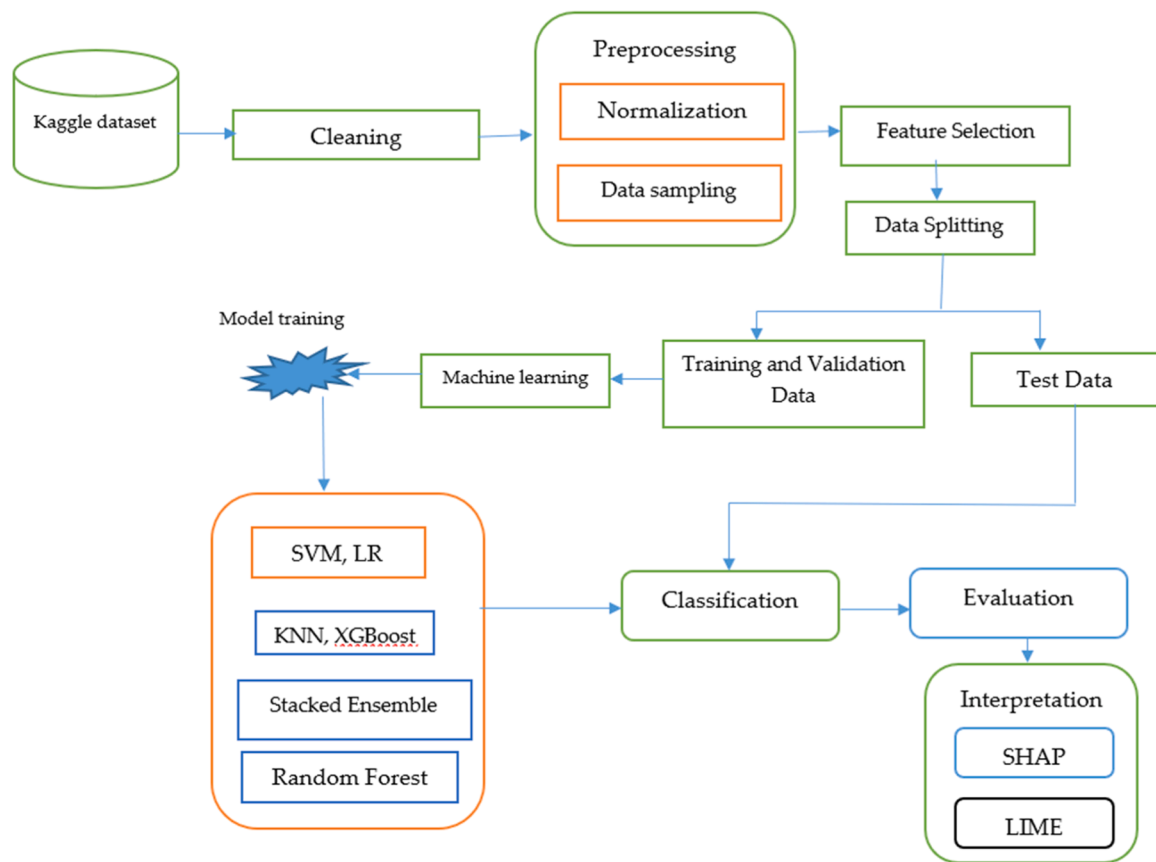 Kaggle dataset
Cleaning
Preprocessing
Normalization
Data sampling
Feature Selection
Data Splitting
Model training
Machine learning
Training and Validation
Data
Test Data
SVM, LR
KNN, XGBoost
Stacked Ensemble
Random Forest
Classification
Evaluation
Interpretation
SHAP
LIME